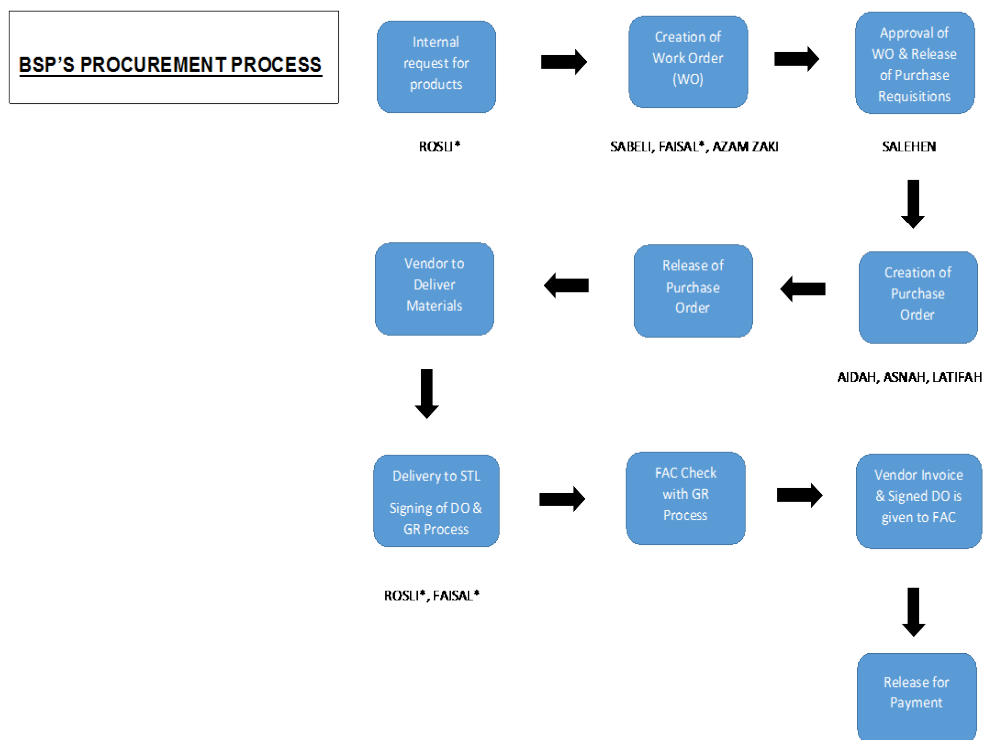 BSP'S PROCUREMENT PROCESS
Internal
request for
products
Creation of
Work Order
(WO)
Approval of
WO & Release
of Purchase
Requisitions
ROSLI*
SABELI, FAISAL*, AZAM ZAKI
SALEHEN
Vendor to
Deliver
Materials
Release of
Purchase
Order
Creation of
Purchase
Order
AIDAH, ASNAH, LATIFAH
Delivery to STL
Signing of DO &
GR Process
FAC Check
with GR
Process
Vendor Invoice
& Signed DO is
given to FAC
ROSLI*, FAISAL*
Release for
Payment